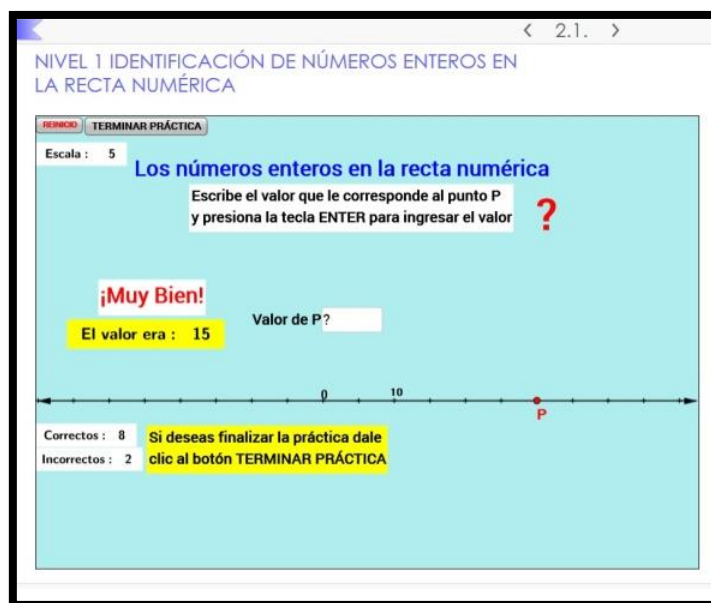 2.1.
NIVEL 1 IDENTIFICACIÓN DE NÚMEROS ENTEROS EN
LA RECTA NUMÉRICA
REINICIO TERMINAR PRÁCTICA
Escala : 5
Los números enteros en la recta numérica
Escribe el valor que le corresponde al punto P
y presiona la tecla ENTER para ingresar el valor
?
¡Muy Bien!
El valor era : 15
Valor de P?
0 10
P
Correctos : 8
Incorrectos : 2
Si deseas finalizar la práctica dale
clic al botón TERMINAR PRÁCTICA